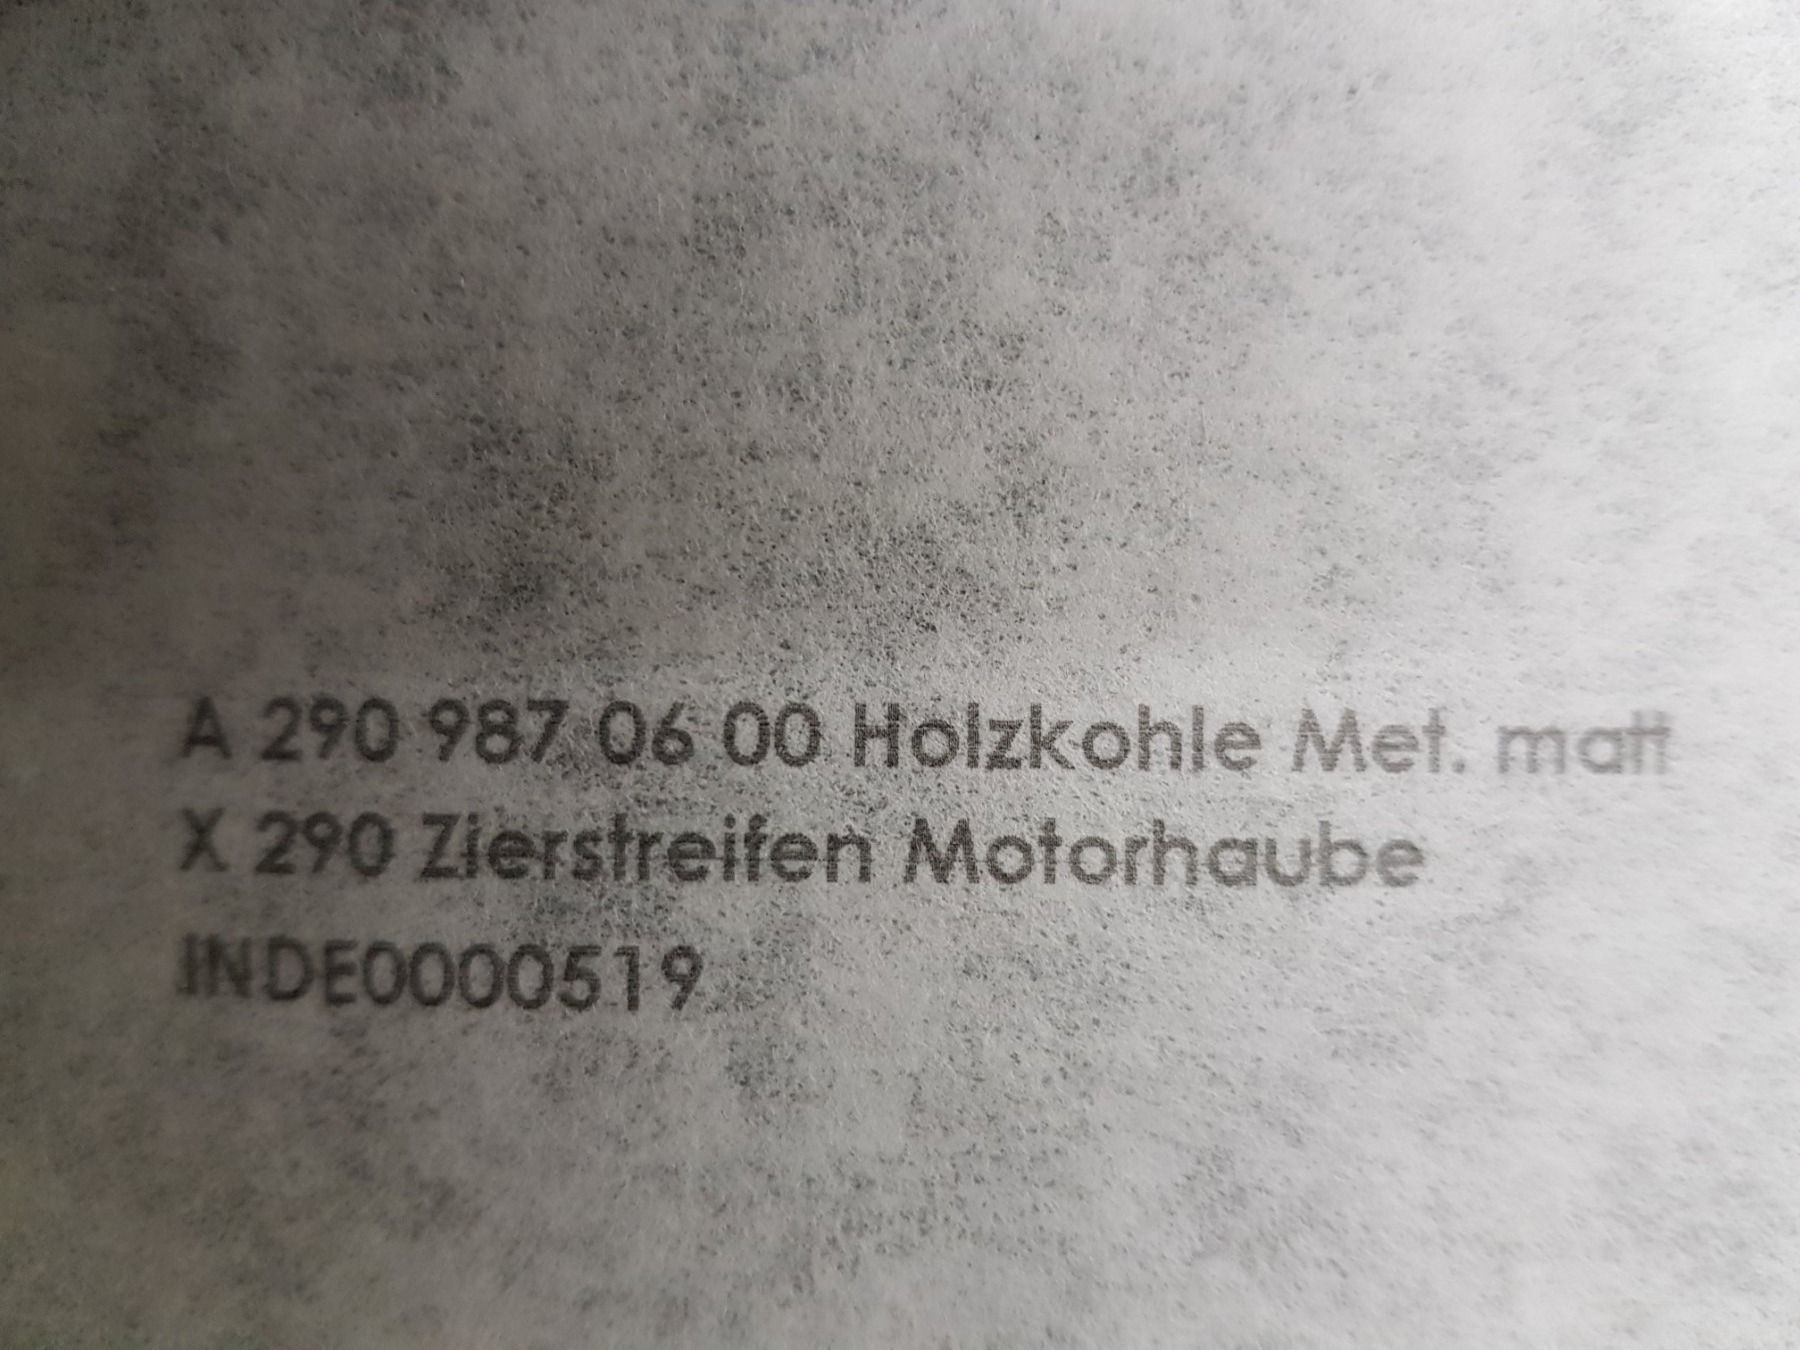 A 290 987 06 00 Holzkohle Met. matt
X 290 Zierstreifen Motorhaube
INDE0000519